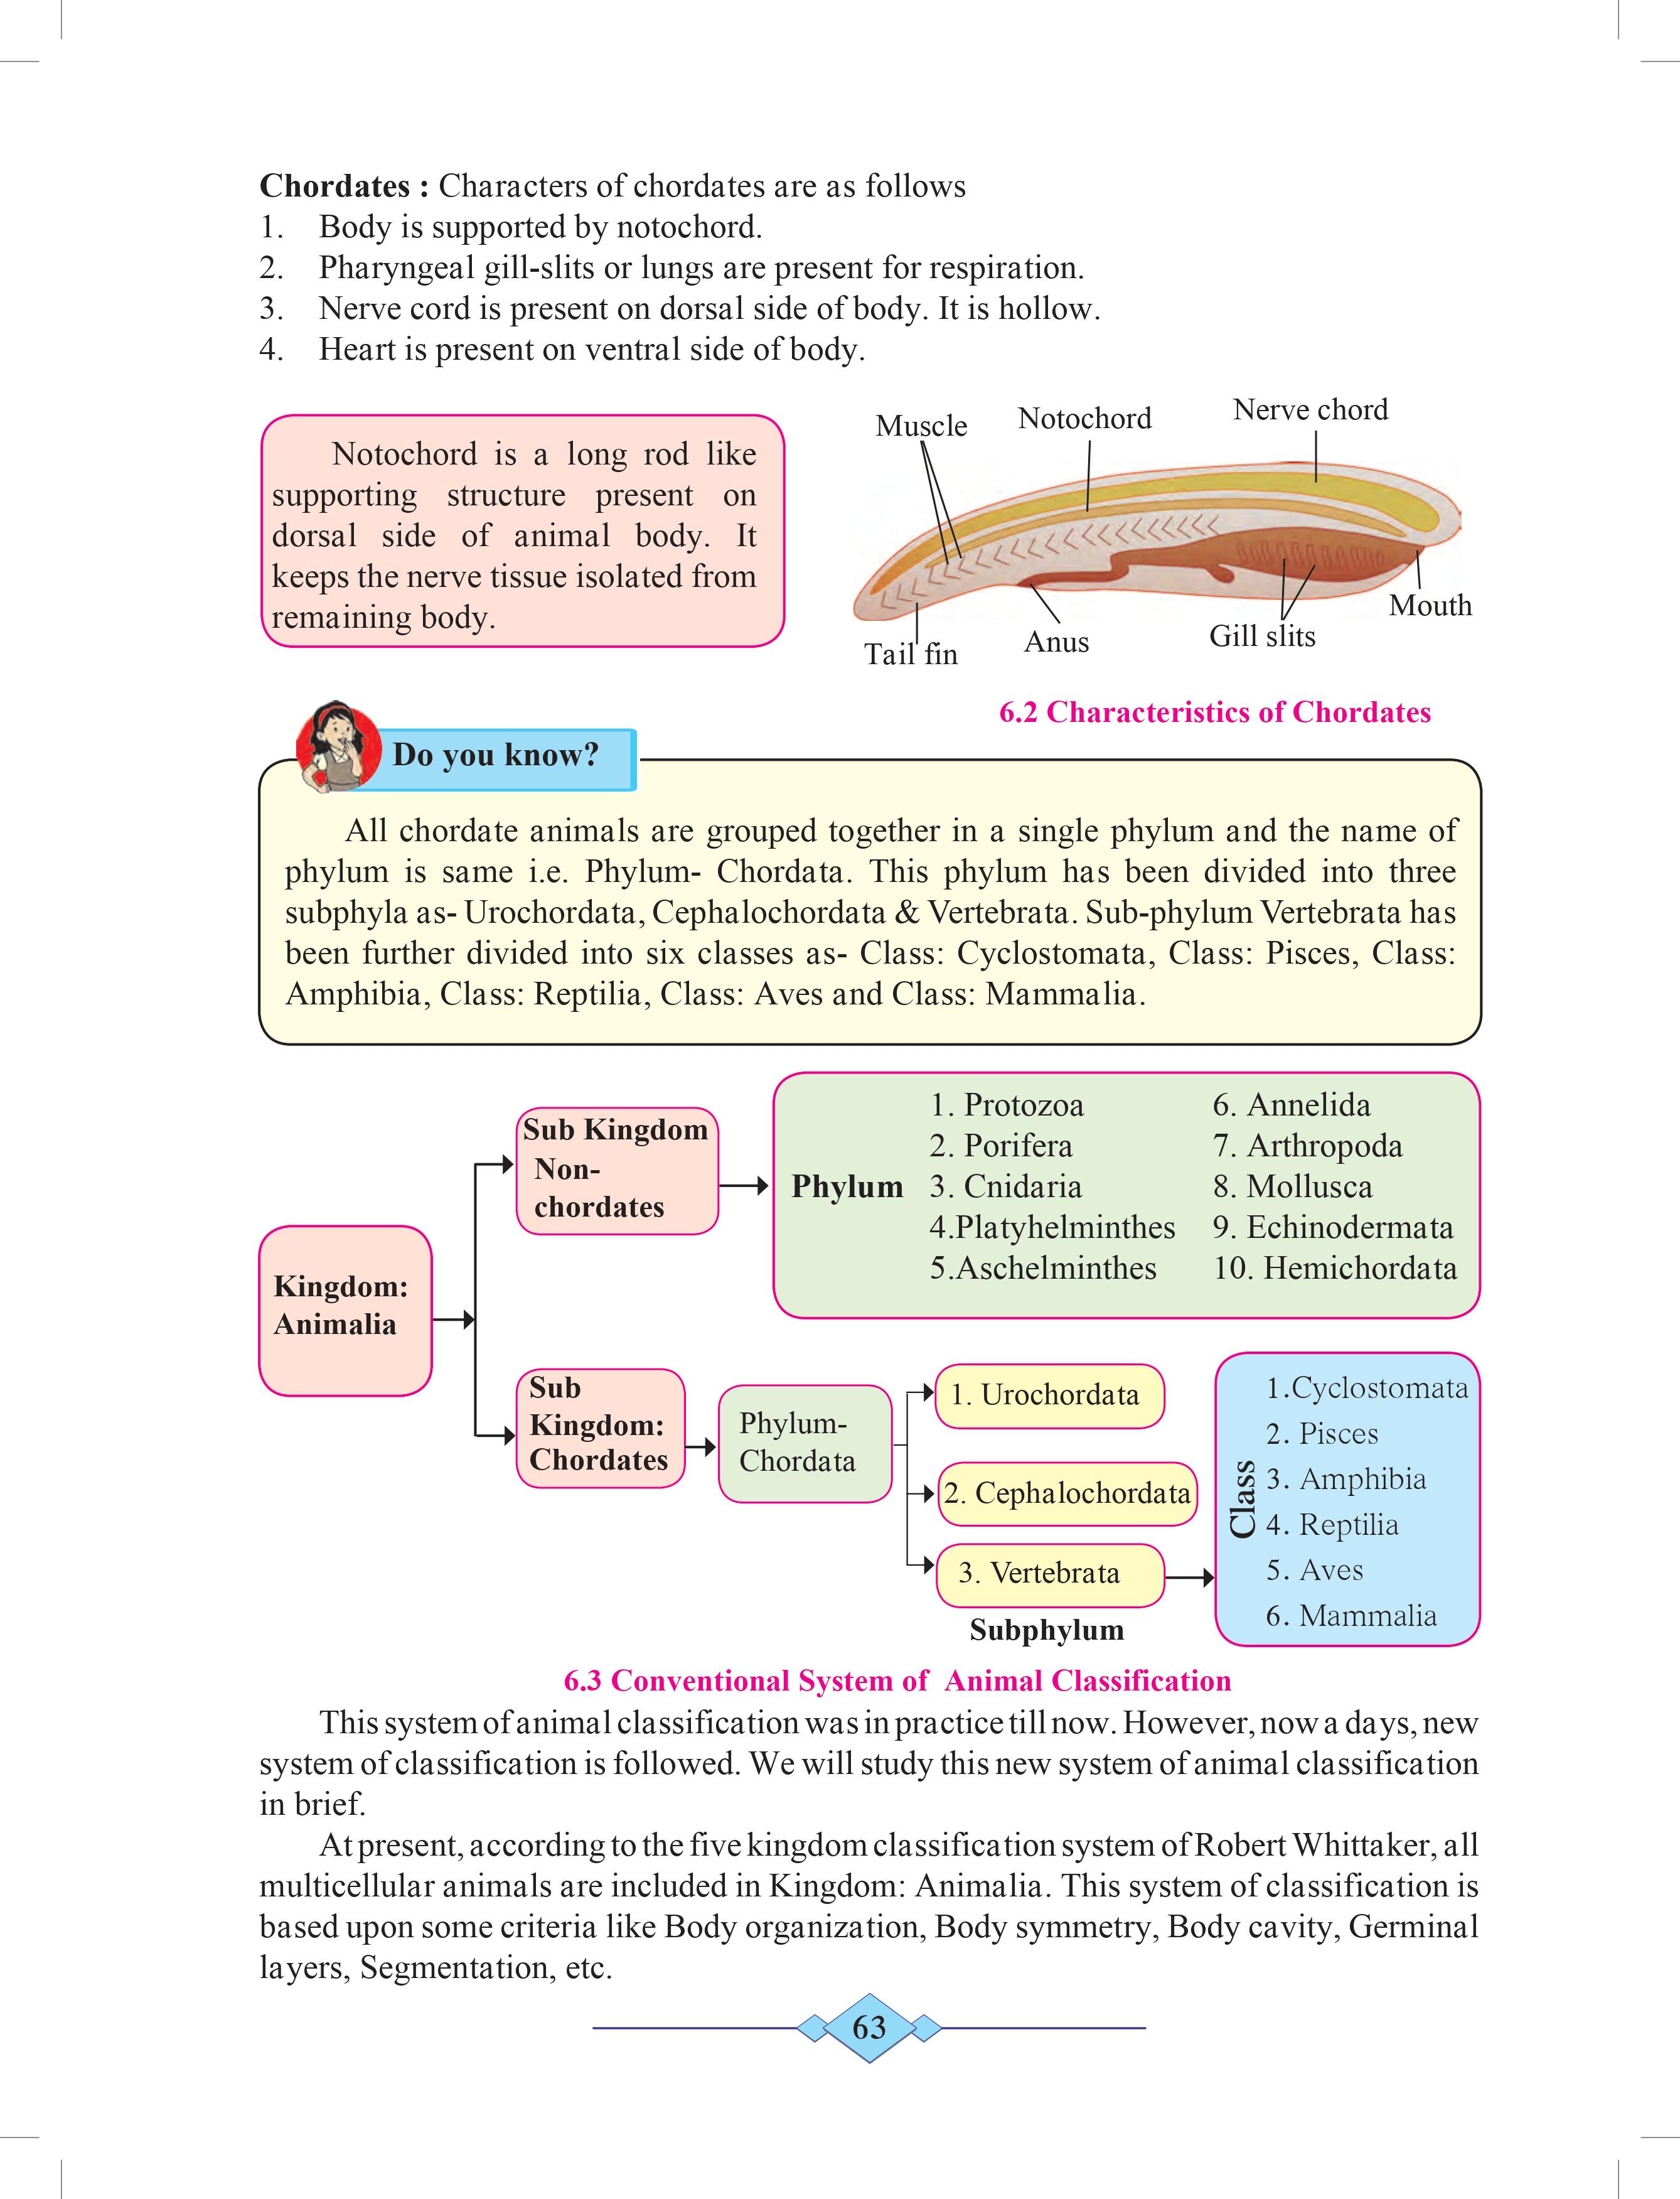 Chordates : Characters of chordates are as follows
1. Body is supported by notochord.
2. Pharyngeal gill-slits or lungs are present for respiration.
3. Nerve cord is present on dorsal side of body. It is hollow.
4. Heart is present on ventral side of body.
Notochord is a long rod like
supporting structure present on
dorsal side of animal body. It
keeps the nerve tissue isolated from
remaining body.
Muscle
Notochord
Nerve chord
Mouth
Gill slits
Anus
Tail fin
6.2 Characteristics of Chordates
Do you know?
All chordate animals are grouped together in a single phylum and the name of
phylum is same i.e. Phylum- Chordata. This phylum has been divided into three
subphyla as- Urochordata, Cephalochordata & Vertebrata. Sub-phylum Vertebrata has
been further divided into six classes as- Class: Cyclostomata, Class: Pisces, Class:
Amphibia, Class: Reptilia, Class: Aves and Class: Mammalia.
Kingdom:
Animalia
Sub Kingdom
Non-
chordates
Phylum
1. Protozoa
2. Porifera
3. Cnidaria
4.Platyhelminthes
5.Aschelminthes
6. Annelida
7. Arthropoda
8. Mollusca
9. Echinodermata
10. Hemichordata
Sub
Kingdom:
Chordates
Phylum-
Chordata
1. Urochordata
2. Cephalochordata
3. Vertebrata
Subphylum
Class
1.Cyclostomata
2. Pisces
3. Amphibia
4. Reptilia
5. Aves
6. Mammalia
6.3 Conventional System of Animal Classification
This system of animal classification was in practice till now. However, now a days, new
system of classification is followed. We will study this new system of animal classification
in brief.
At present, according to the five kingdom classification system of Robert Whittaker, all
multicellular animals are included in Kingdom: Animalia. This system of classification is
based upon some criteria like Body organization, Body symmetry, Body cavity, Germinal
layers, Segmentation, etc.
63